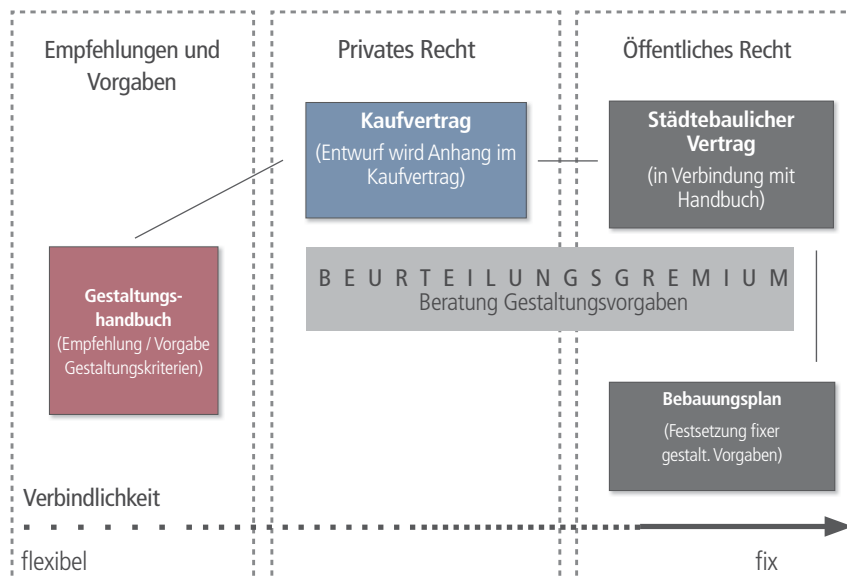 Empfehlungen und
Vorgaben
Privates Recht
Öffentliches Recht
Kaufvertrag
(Entwurf wird Anhang im
Kaufvertrag)
Städtebaulicher
Vertrag
(in Verbindung mit
Handbuch)
Gestaltungs-
handbuch
(Empfehlung / Vorgabe
Gestaltungskriterien)
BEURTEILUNGSGREMIUM
Beratung Gestaltungsvorgaben
Bebauungsplan
(Festsetzung fixer
gestalt. Vorgaben)
Verbindlichkeit
flexibel
fix